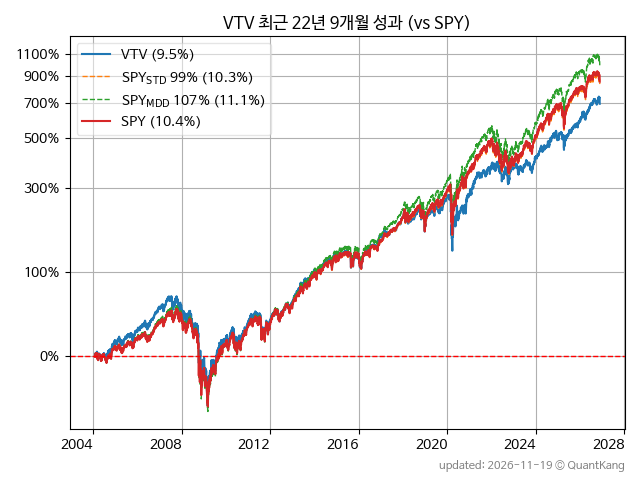 VTV 최근 22년 9개월 성과 (vs SPY)
VTV (9.5%)
SPY_STD 99% (10.3%)
SPY_MDD 107% (11.1%)
SPY (10.4%)
1100%
900%
700%
500%
300%
100%
0%
2004 2008 2012 2016 2020 2024 2028
updated: 2026-11-19 © QuantKang